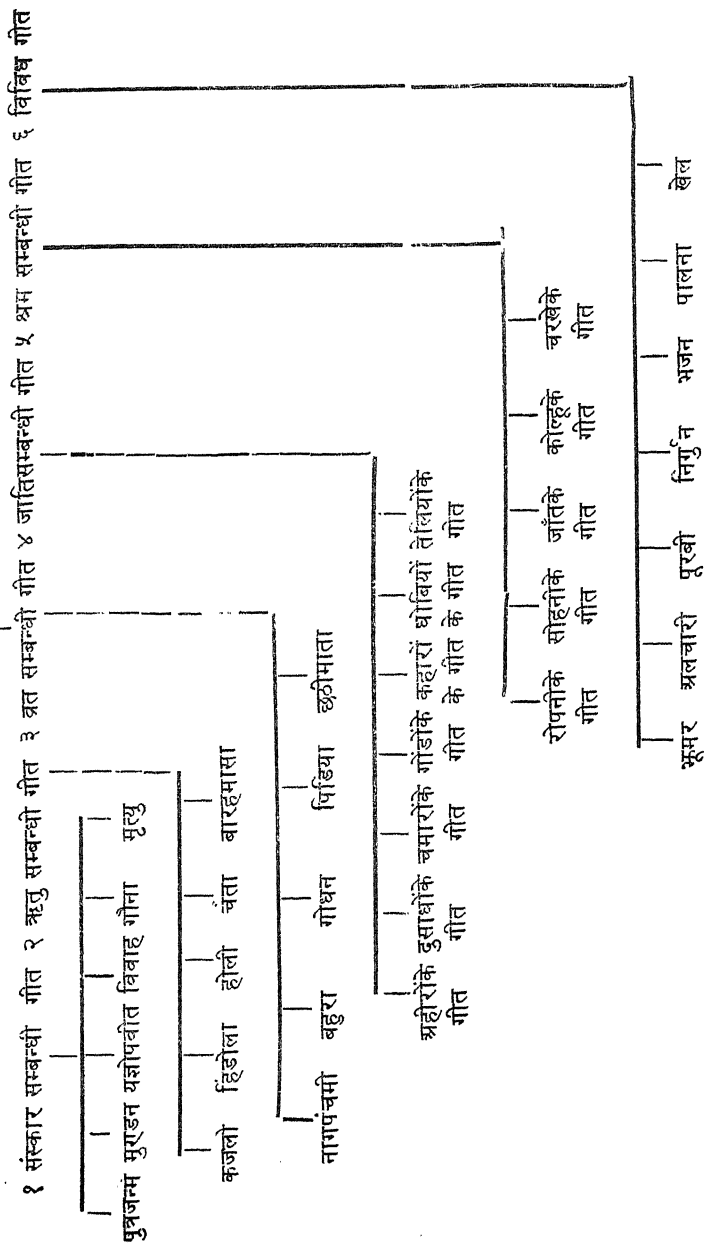 १ संस्कार सम्बन्धी गीत २ ऋतु सम्बन्धी गीत ३ व्रत सम्बन्धी गीत ४ जातिसम्बन्धी गीत ५ श्रम सम्बन्धी गीत ६ विविध गीत
पुत्रजन्म मुराडन यज्ञोपवीत विवाह गौना मृत्यु
कजली हिंडोला होली चैता बारहमासा
नागपंचमी बहुरा गोधन पिंडिया छठीमाता
अहीरोंके दुसाधोंके चमारोंके गोंडोंके कहारों धोबियों तेलियोंके
गीत गीत गीत गीत के गीत के गीत गीत
रोपनीके सोहनीके जाँतके कोल्हूके चरखेके
गीत गीत गीत गीत गीत
झूमर अलचारी पूरबी निर्गुन भजन पालना खेल